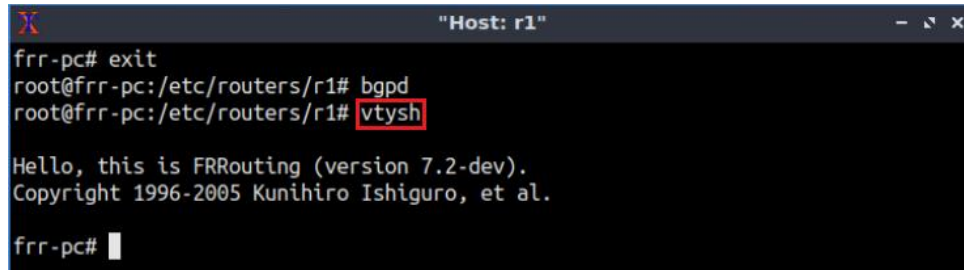 "Host: r1"
frr-pc# exit
root@frr-pc:/etc/routers/r1# bgpd
root@frr-pc:/etc/routers/r1# vtysh
Hello, this is FRRouting (version 7.2-dev).
Copyright 1996-2005 Kunihiro Ishiguro, et al.
frr-pc#